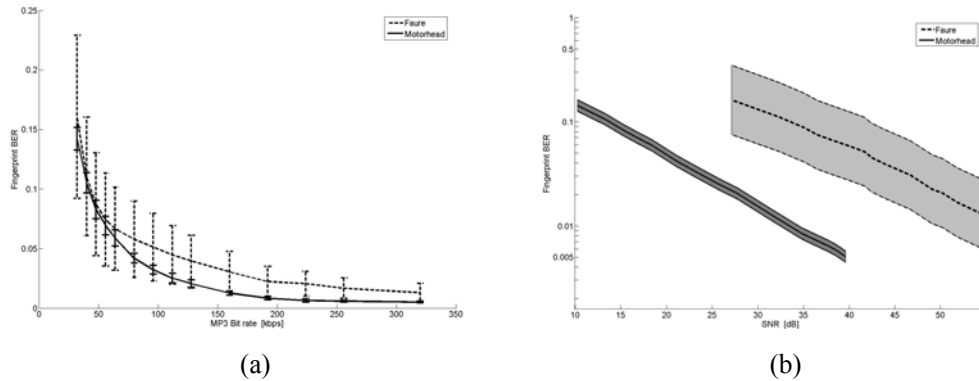 Faure
Motorhead
0.25
0.2
0.15
0.1
0.05
0
Fingerprint BER
0 50 100 150 200 250 300 350
MP3 Bit rate [kbps]
(a)
Faure
Motorhead
1
0.5
0.1
0.01
0.005
Fingerprint BER
10 15 20 25 30 35 40 45 50
SNR [dB]
(b)